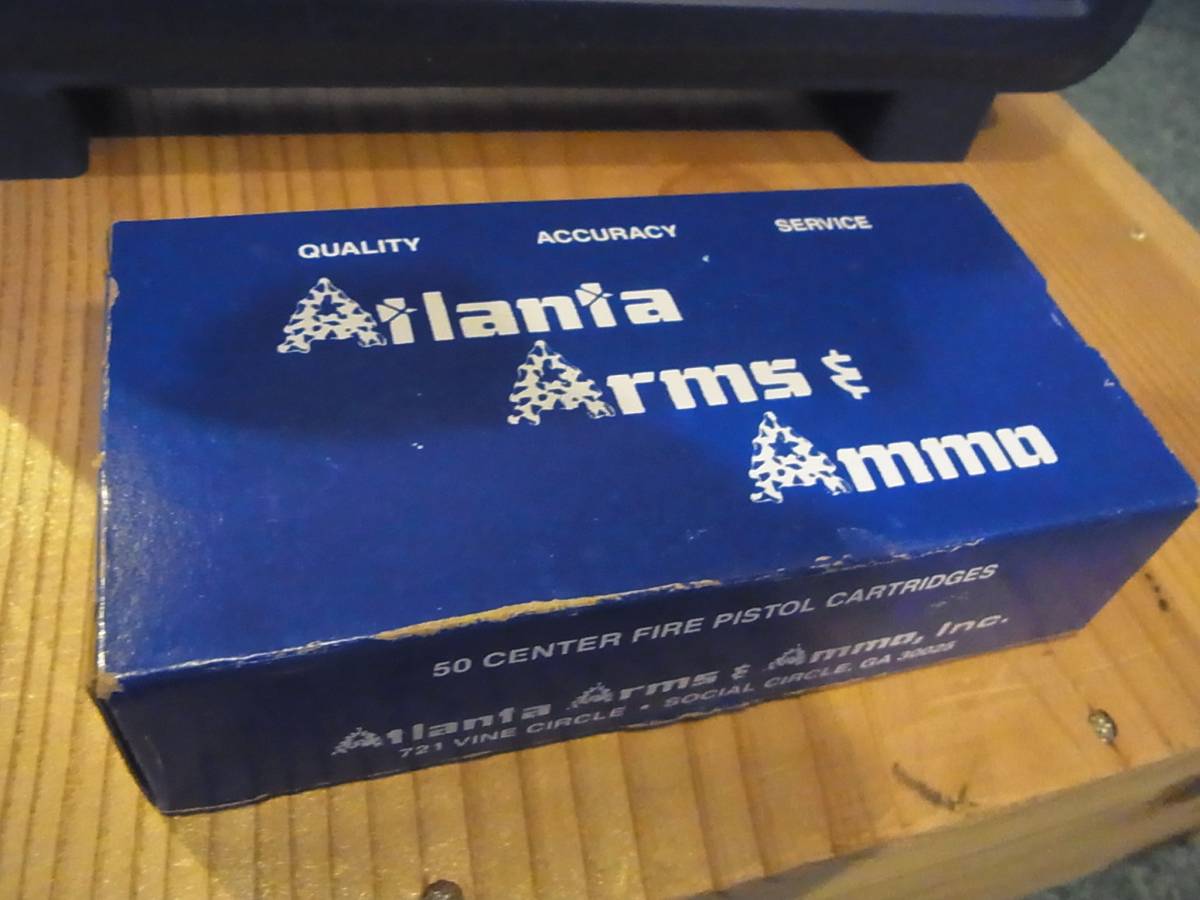 QUALITY ACCURACY SERVICE
Atlanta
Arms &
Ammo
50 CENTER FIRE PISTOL CARTRIDGES
Atlanta Arms & Ammo, Inc.
721 VINE CIRCLE • SOCIAL CIRCLE, GA 30025